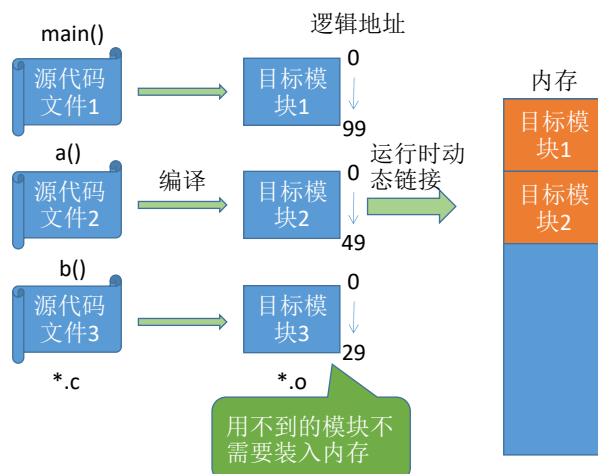 逻辑地址
main()
源代码
文件1
目标模
块1
0
99
内存
目标模
块1
目标模
块2
a()
源代码
文件2
编译
目标模
块2
0
49
运行时动
态链接
b()
源代码
文件3
目标模
块3
0
29
*.c
*.o
用不到的模块不
需要装入内存